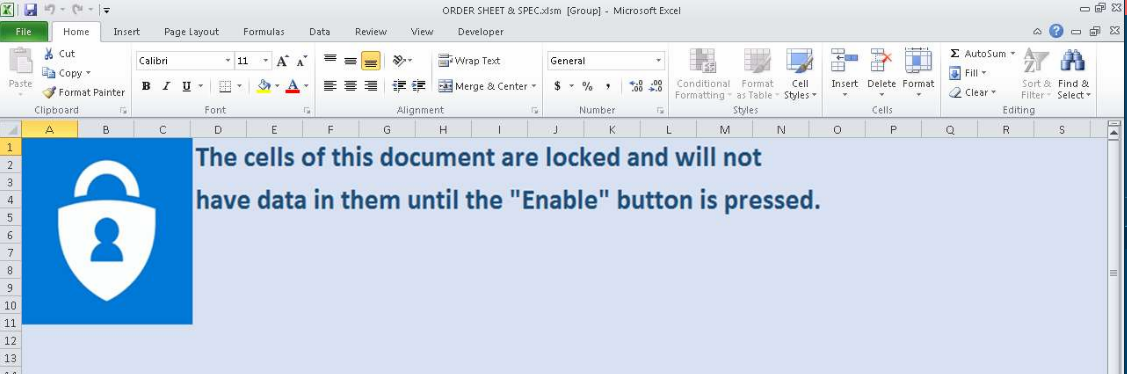 ORDER SHEET & SPEC.xlsm [Group] - Microsoft Excel
File Home Insert Page Layout Formulas Data Review View Developer
Paste
Cut
Copy
Format Painter
Clipboard
Calibri 11 A A
B I U A
Font
Wrap Text
Merge & Center
Alignment
General
$ % , .0 .00 .00 .0
Number
Conditional Formatting
Format as Table
Cell Styles
Styles
Insert Delete Format
Cells
Σ AutoSum
Fill
Clear
Sort & Filter
Find & Select
Editing
A B C D E F G H I J K L M N O P Q R S
1
2
3
4
5
6
7
8
9
10
11
12
13
The cells of this document are locked and will not
have data in them until the "Enable" button is pressed.